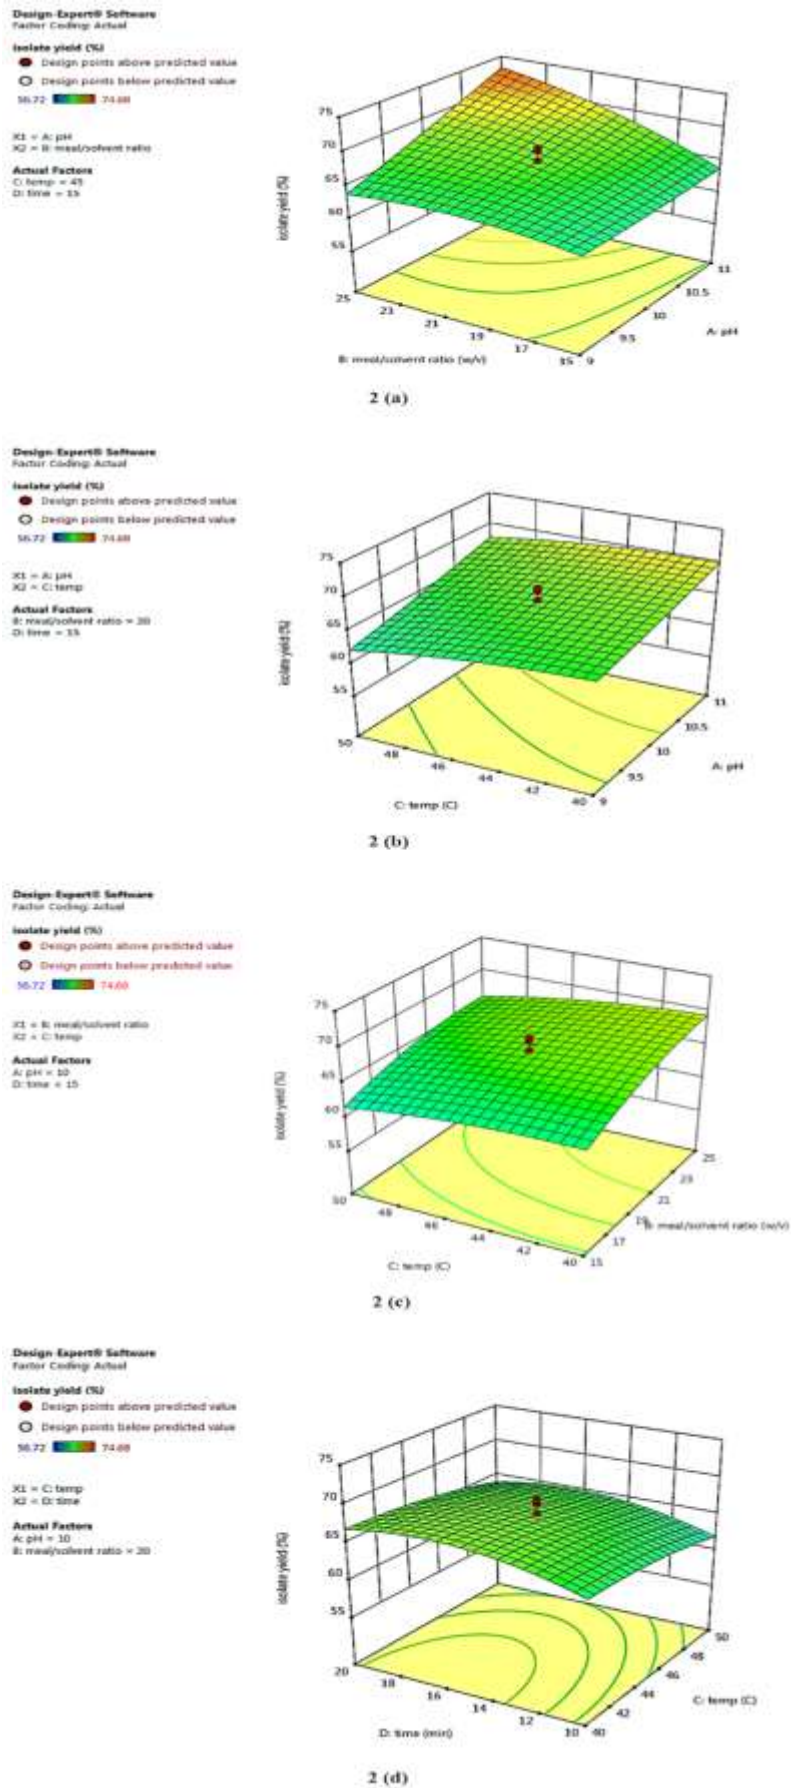 Design-Expert® Software
Factor Coding: Actual
Isolate yield (%)
Design points above predicted value
Design points below predicted value
56.72 74.68
X1 = A: pH
X2 = B: meal/solvent ratio
Actual Factors
C: temp = 45
D: time = 15
isolate yield (%)
75
70
65
60
55
25
23
21
19
17
15
9
9.5
10
10.5
11
B: meal/solvent ratio (w/v)
A: pH
2 (a)
Design-Expert® Software
Factor Coding: Actual
Isolate yield (%)
Design points above predicted value
Design points below predicted value
56.72 74.68
X1 = A: pH
X2 = C: temp
Actual Factors
B: meal/solvent ratio = 20
D: time = 15
isolate yield (%)
75
70
65
60
55
50
48
46
44
42
40
9
9.5
10
10.5
11
C: temp (C)
A: pH
2 (b)
Design-Expert® Software
Factor Coding: Actual
Isolate yield (%)
Design points above predicted value
Design points below predicted value
56.72 74.68
X1 = B: meal/solvent ratio
X2 = C: temp
Actual Factors
A: pH = 10
D: time = 15
isolate yield (%)
75
70
65
60
55
50
48
46
44
42
40
15
17
19
21
23
25
C: temp (C)
B: meal/solvent ratio (w/v)
2 (c)
Design-Expert® Software
Factor Coding: Actual
Isolate yield (%)
Design points above predicted value
Design points below predicted value
56.72 74.68
X1 = C: temp
X2 = D: time
Actual Factors
A: pH = 10
B: meal/solvent ratio = 20
isolate yield (%)
75
70
65
60
55
20
18
16
14
12
10
40
42
44
46
48
50
D: time (min)
C: temp (C)
2 (d)